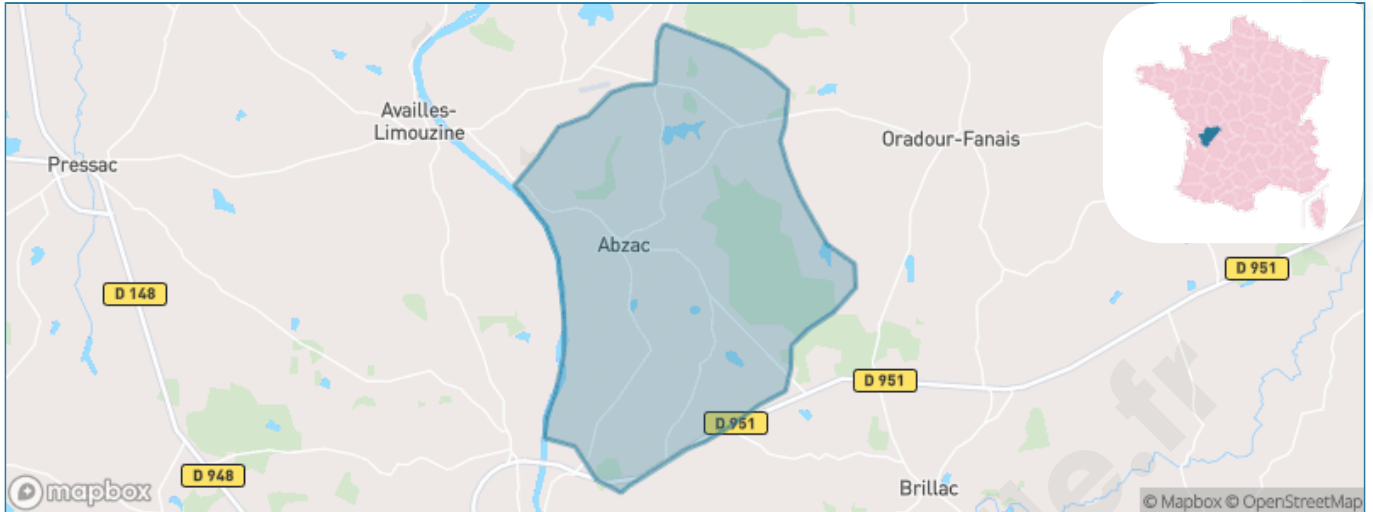 Availles-
Limouzine
Oradour-Fanais
Pressac
Abzac
D 951
D 148
D 951
D 951
D 948
Brillac
mapbox
© Mapbox © OpenStreetMap